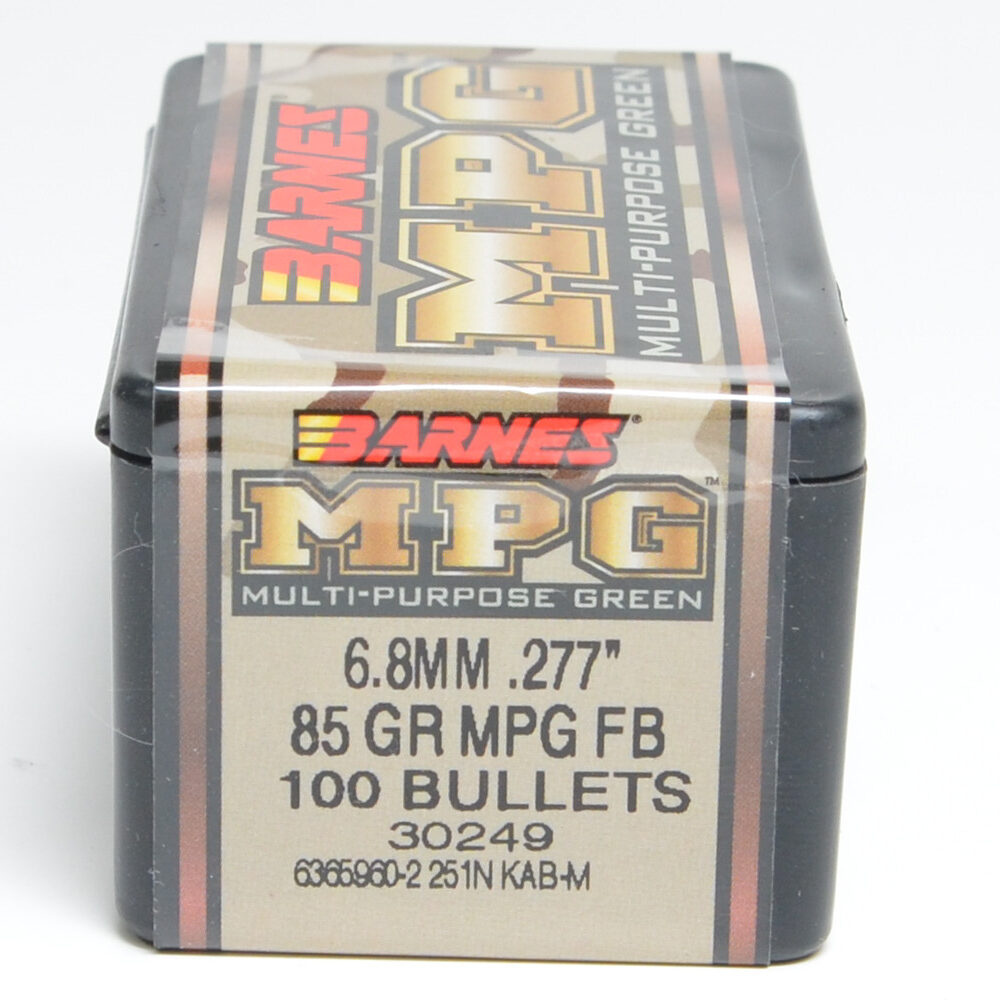 BARNES
MPG
MULTI-PURPOSE GREEN
BARNES®
MPG™
MULTI-PURPOSE GREEN
6.8MM .277"
85 GR MPG FB
100 BULLETS
30249
6365960-2 251N KAB-M